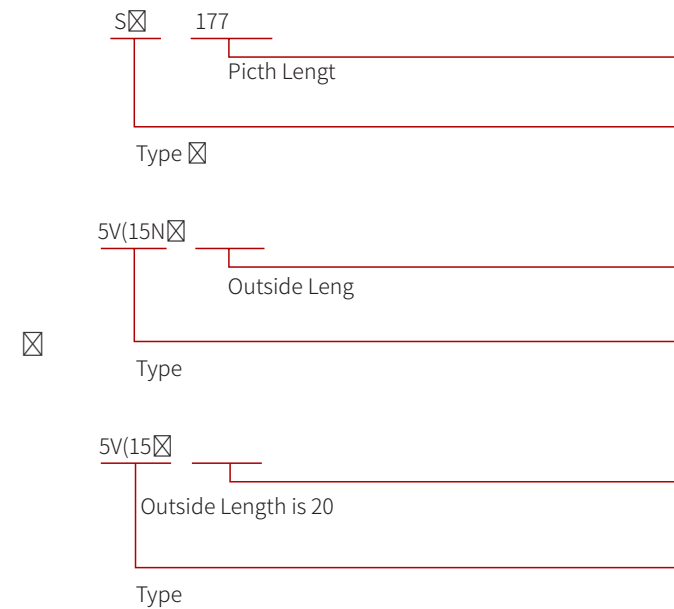 S 177
Picth Lengt
Type
5V(15N
Outside Leng
Type
5V(15
Outside Length is 20
Type